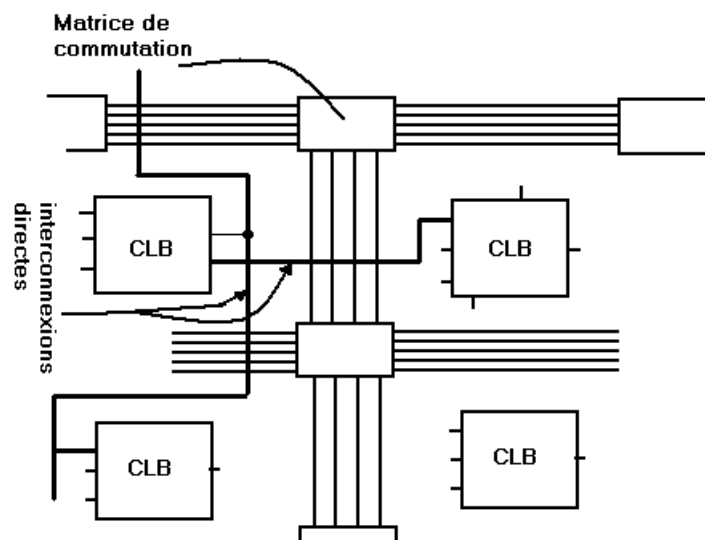 Matrice de
commutation
interconnexions
directes
CLB
CLB
CLB
CLB